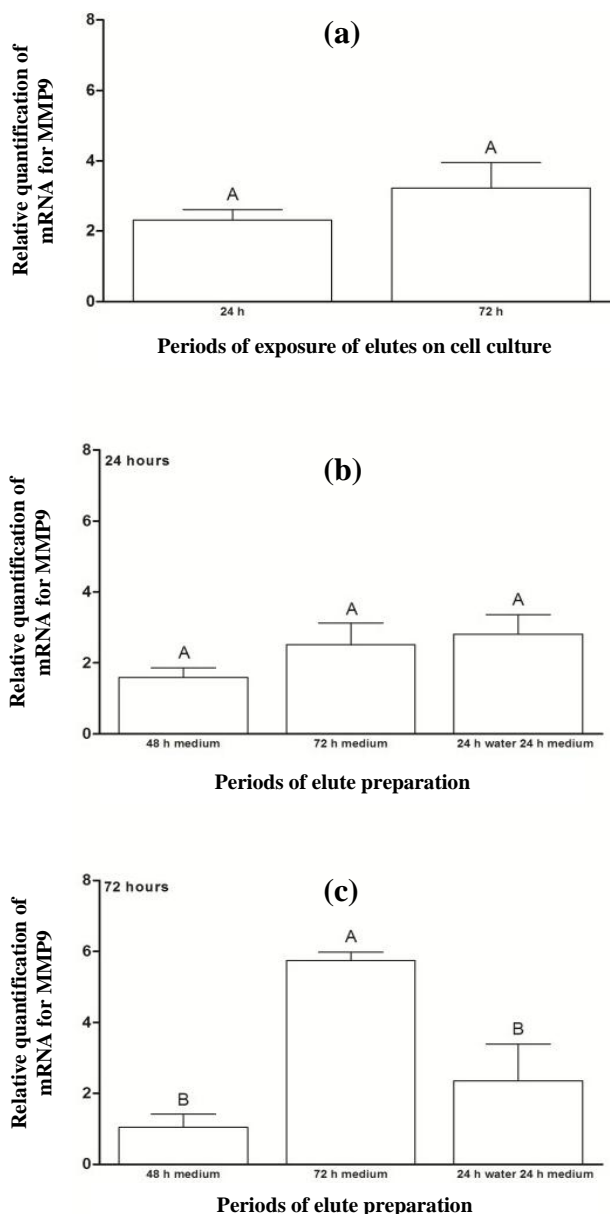 (a)
Relative quantification of
mRNA for MMP9
8
6
4
2
0
A
A
24 h
72 h
Periods of exposure of elutes on cell culture
24 hours
(b)
Relative quantification of
mRNA for MMP9
8
6
4
2
0
A
A
A
48 h medium
72 h medium
24 h water 24 h medium
Periods of elute preparation
72 hours
(c)
Relative quantification of
mRNA for MMP9
8
6
4
2
0
B
A
B
48 h medium
72 h medium
24 h water 24 h medium
Periods of elute preparation